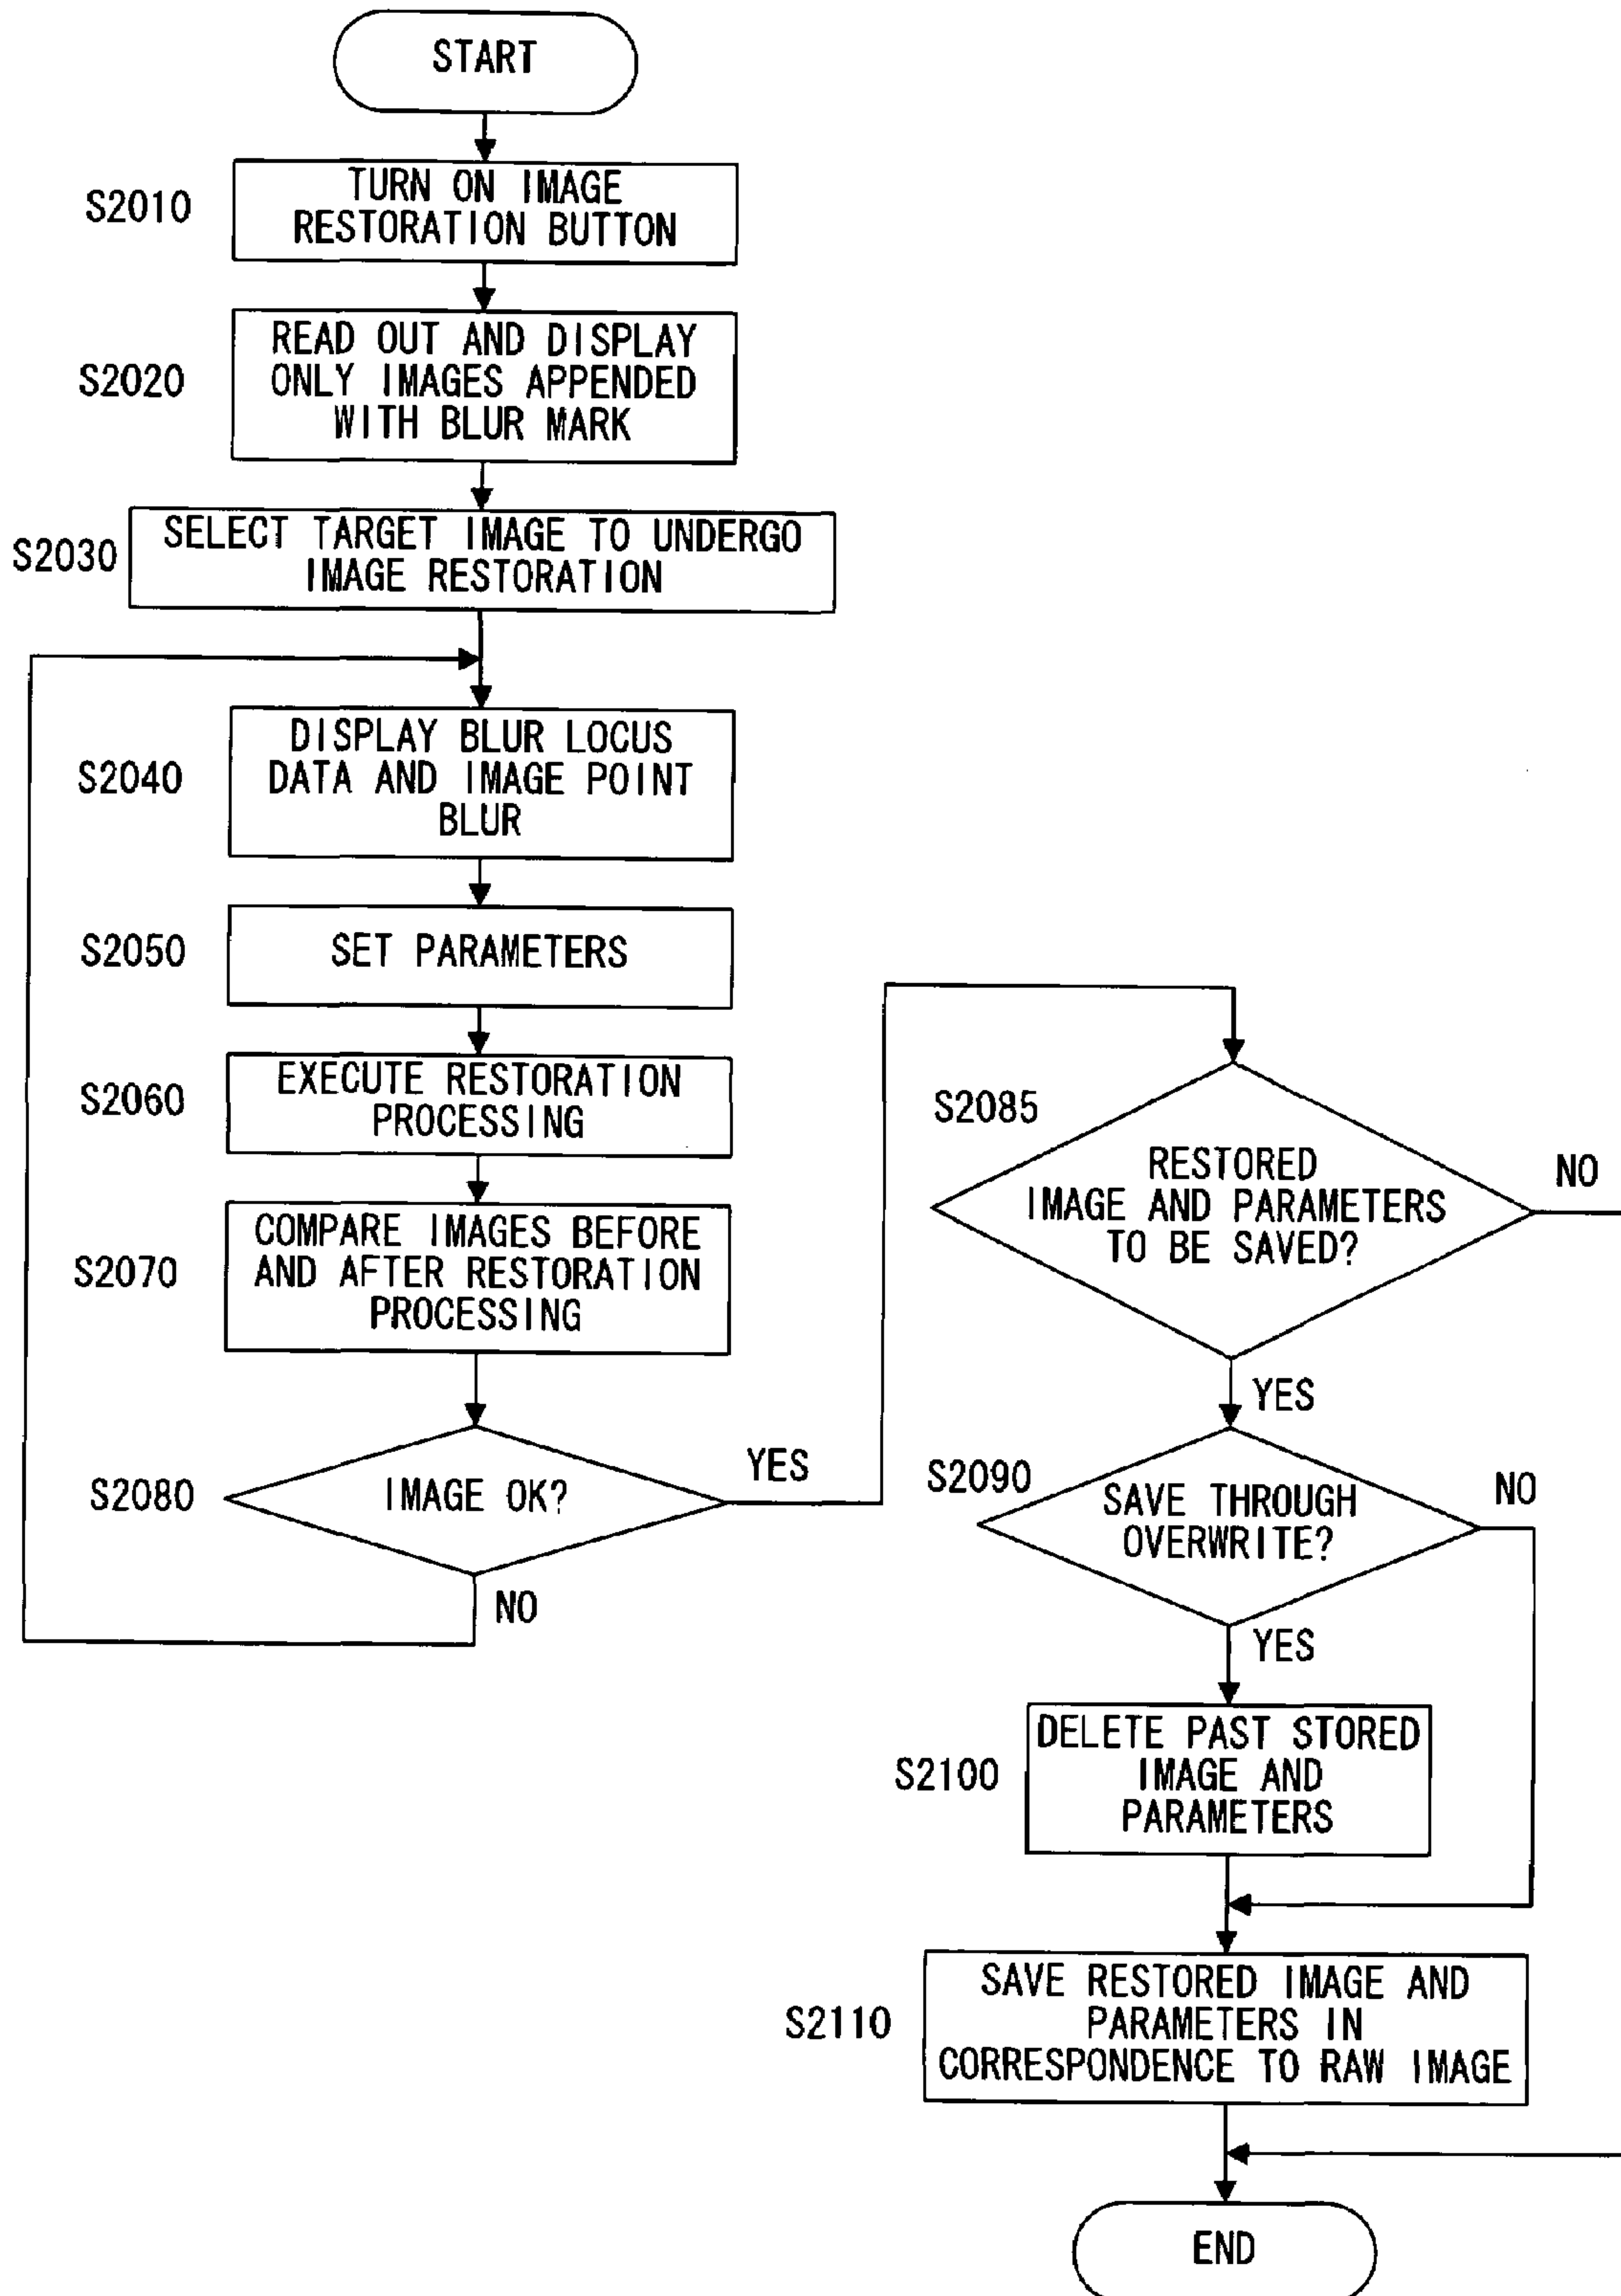 START
S2010
TURN ON IMAGE
RESTORATION BUTTON
S2020
READ OUT AND DISPLAY
ONLY IMAGES APPENDED
WITH BLUR MARK
S2030
SELECT TARGET IMAGE TO UNDERGO
IMAGE RESTORATION
S2040
DISPLAY BLUR LOCUS
DATA AND IMAGE POINT
BLUR
S2050
SET PARAMETERS
S2060
EXECUTE RESTORATION
PROCESSING
S2070
COMPARE IMAGES BEFORE
AND AFTER RESTORATION
PROCESSING
S2080
IMAGE OK?
YES
NO
S2085
RESTORED
IMAGE AND PARAMETERS
TO BE SAVED?
NO
YES
S2090
SAVE THROUGH
OVERWRITE?
NO
YES
S2100
DELETE PAST STORED
IMAGE AND
PARAMETERS
S2110
SAVE RESTORED IMAGE AND
PARAMETERS IN
CORRESPONDENCE TO RAW IMAGE
END